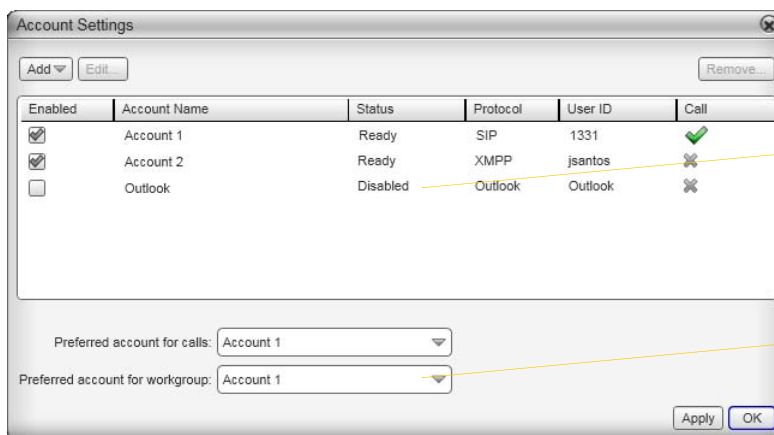 Account Settings
Add Edit... Remove...
Enabled Account Name Status Protocol User ID Call
Account 1 Ready SIP 1331
Account 2 Ready XMPP jsantos
Outlook Disabled Outlook Outlook
Preferred account for calls: Account 1
Preferred account for workgroup: Account 1
Apply OK